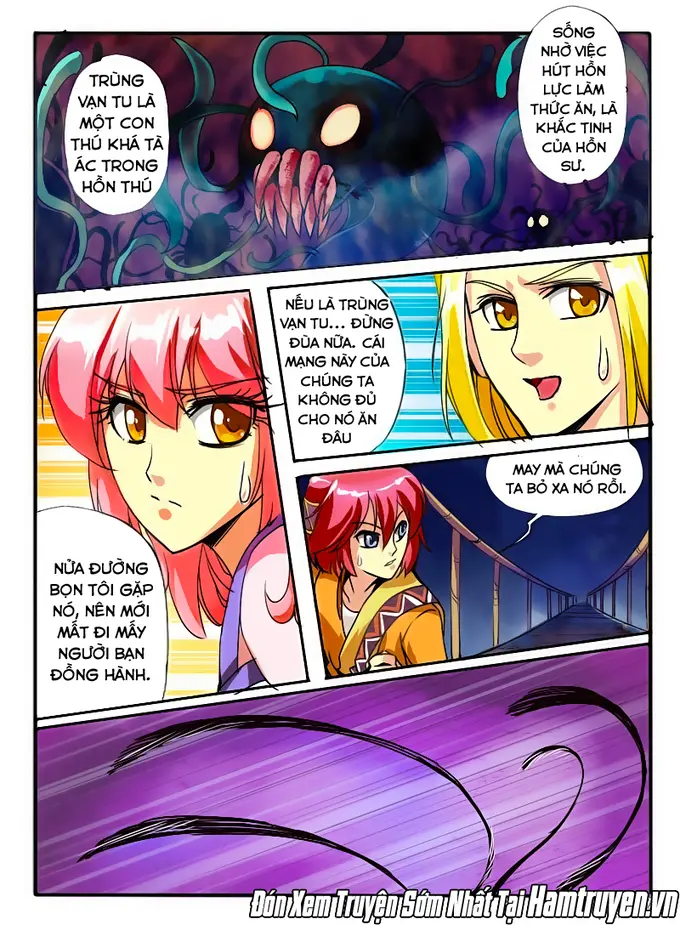 TRÙNG
VẠN TU LÀ
MỘT CON
THÚ KHÁ TÀ
ÁC TRONG
HỒN THÚ
SỐNG
NHỜ VIỆC
HÚT HỒN
LỰC LÀM
THỨC ĂN, LÀ
KHẮC TINH
CỦA HỒN
SƯ.
NẾU LÀ TRÙNG
VẠN TU... ĐỪNG
ĐÙA NỮA. CÁI
MẠNG NÀY CỦA
CHÚNG TA
KHÔNG ĐỦ
CHO NÓ ĂN
ĐÂU
NỬA ĐƯỜNG
BỌN TÔI GẶP
NÓ, NÊN MỚI
MẤT ĐI MẤY
NGƯỜI BẠN
ĐỒNG HÀNH.
MAY MÀ CHÚNG
TA BỎ XA NÓ RỒI.
Đón Xem Truyện Sớm Nhất Tại Hamtruyen.vn